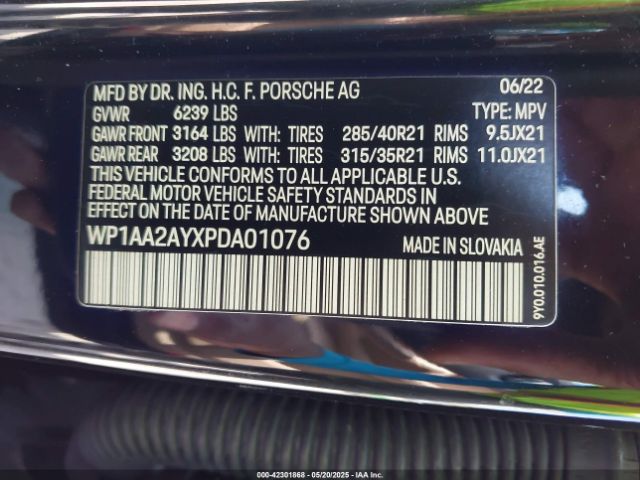 MFD BY DR. ING. H.C. F. PORSCHE AG 06/22
GVWR 6239 LBS TYPE: MPV
GAWR FRONT 3164 LBS WITH: TIRES 285/40R21 RIMS 9.5JX21
GAWR REAR 3208 LBS WITH: TIRES 315/35R21 RIMS 11.0JX21
THIS VEHICLE CONFORMS TO ALL APPLICABLE U.S.
FEDERAL MOTOR VEHICLE SAFETY STANDARDS IN
EFFECT ON THE DATE OF MANUFACTURE SHOWN ABOVE.
WP1AA2AYXPDA01076 MADE IN SLOVAKIA
9Y0.010.016.AE
000-42301868 - 05/20/2025 - IAA Inc.